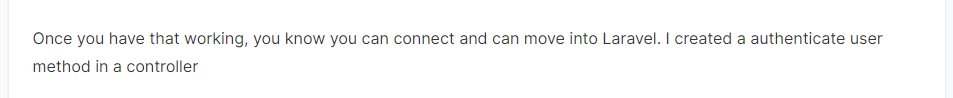 Once you have that working, you know you can connect and can move into Laravel. I created a authenticate user
method in a controller